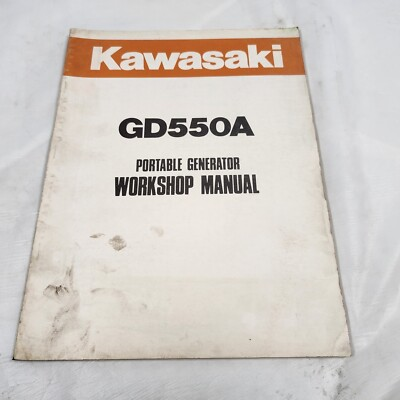 Kawasaki
GD550A
PORTABLE GENERATOR
WORKSHOP MANUAL